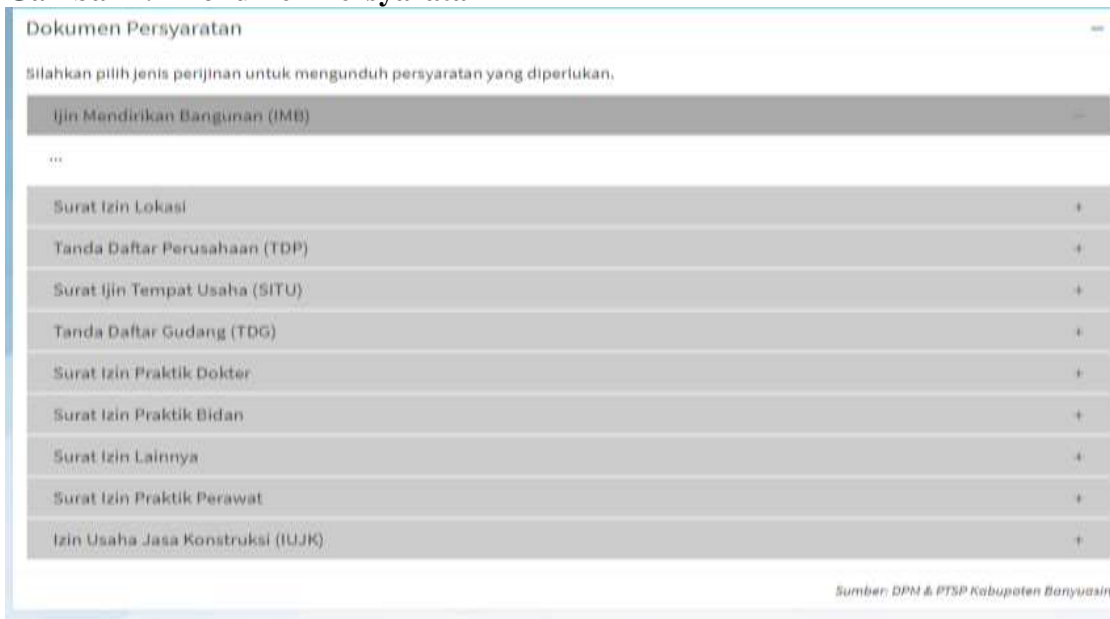 Dokumen Persyaratan
Silahkan pilih jenis perijinan untuk mengunduh persyaratan yang diperlukan.
Ijin Mendirikan Bangunan (IMB)
...
Surat Izin Lokasi
Tanda Daftar Perusahaan (TDP)
Surat Ijin Tempat Usaha (SITU)
Tanda Daftar Gudang (TDG)
Surat Izin Praktik Dokter
Surat Izin Praktik Bidan
Surat Izin Lainnya
Surat Izin Praktik Perawat
Izin Usaha Jasa Konstruksi (IUJK)
Sumber: DPM & PTSP Kabupaten Banyuasin